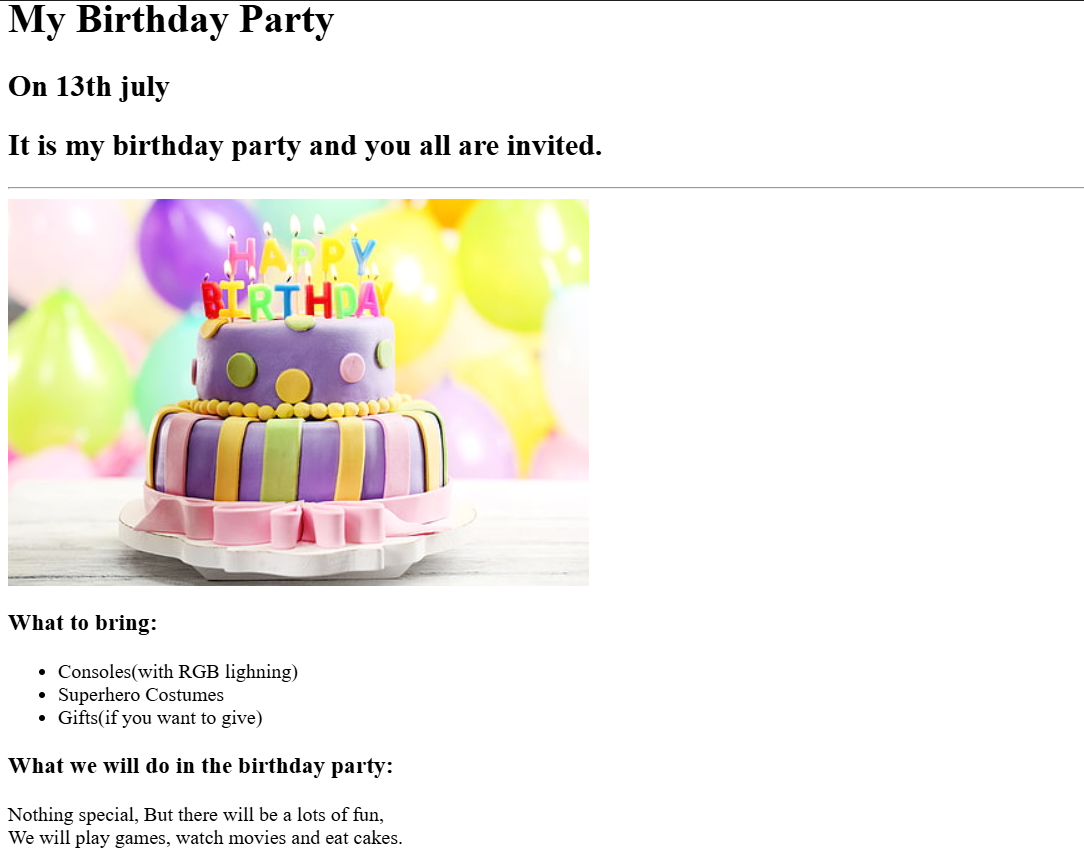 My Birthday Party
On 13th july
It is my birthday party and you all are invited.
HAPPY
BIRTHDAY
What to bring:
Consoles(with RGB lighning)
Superhero Costumes
Gifts(if you want to give)
What we will do in the birthday party:
Nothing special, But there will be a lots of fun,
We will play games, watch movies and eat cakes.